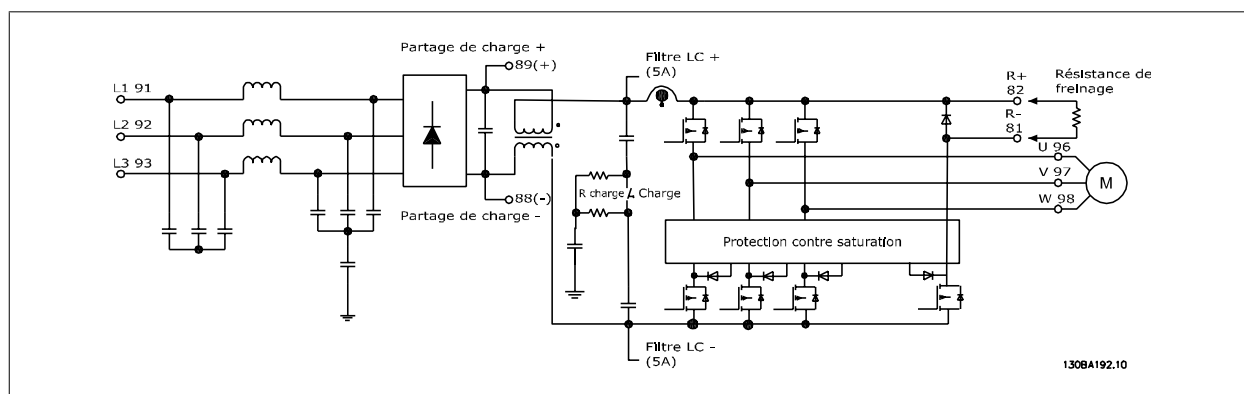 Partage de charge +
89(+)
Filtre LC +
(5A)
R+
82
Résistance de
freinage
L1 91
L2 92
L3 93
R-
81
U 96
V 97
W 98
M
R charge
Charge
88(-)
Partage de charge -
Protection contre saturation
Filtre LC -
(5A)
130BA192.10